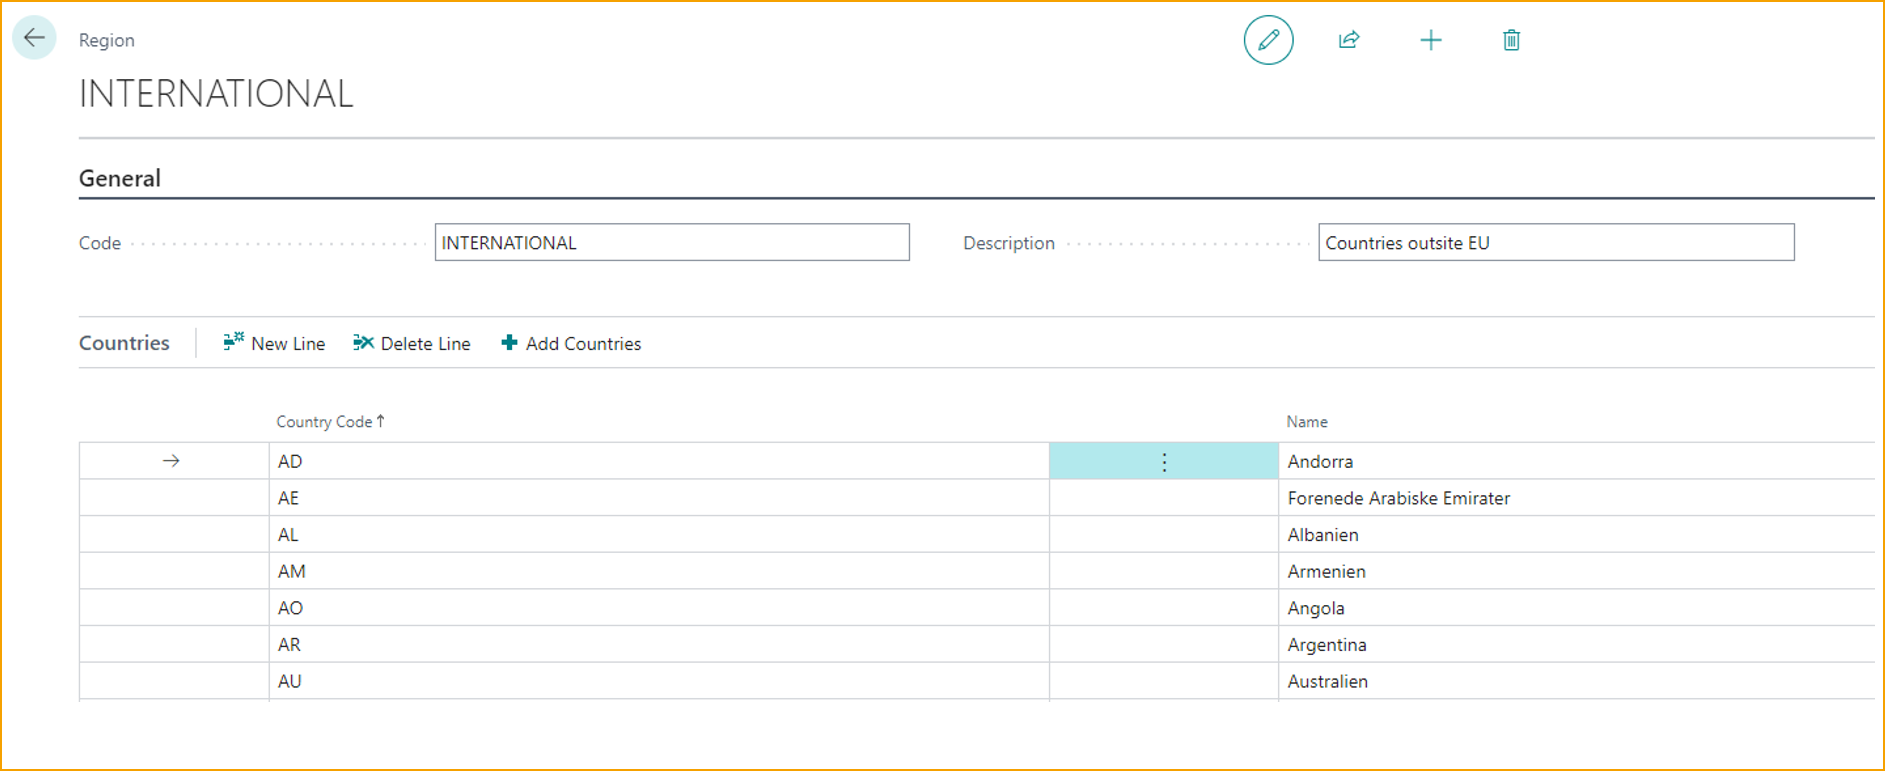 Region
INTERNATIONAL
General
Code INTERNATIONAL Description Countries outsite EU
Countries New Line Delete Line Add Countries
Country Code Name
AD Andorra
AE Forenede Arabiske Emirater
AL Albanien
AM Armenien
AO Angola
AR Argentina
AU Australien